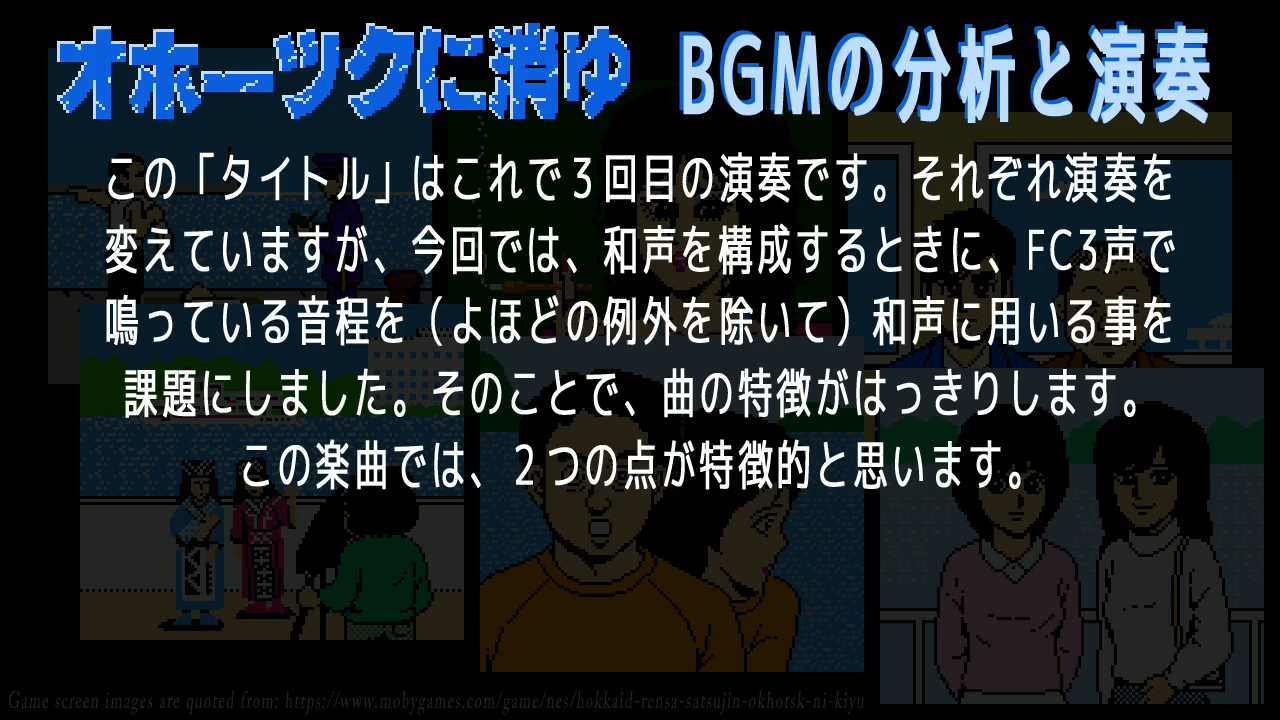 オホーツクに消ゆ BGMの分析と演奏
この「タイトル」はこれで３回目の演奏です。それぞれ演奏を
変えていますが、今回では、和声を構成するときに、FC3声で
鳴っている音程を（よほどの例外を除いて）和声に用いる事を
課題にしました。そのことで、曲の特徴がはっきりします。
この楽曲では、２つの点が特徴的と思います。
Game screen images are quoted from: https://www.mobygames.com/game/nes/hokkaid-rensa-satsujin-okhotsk-ni-kiyu